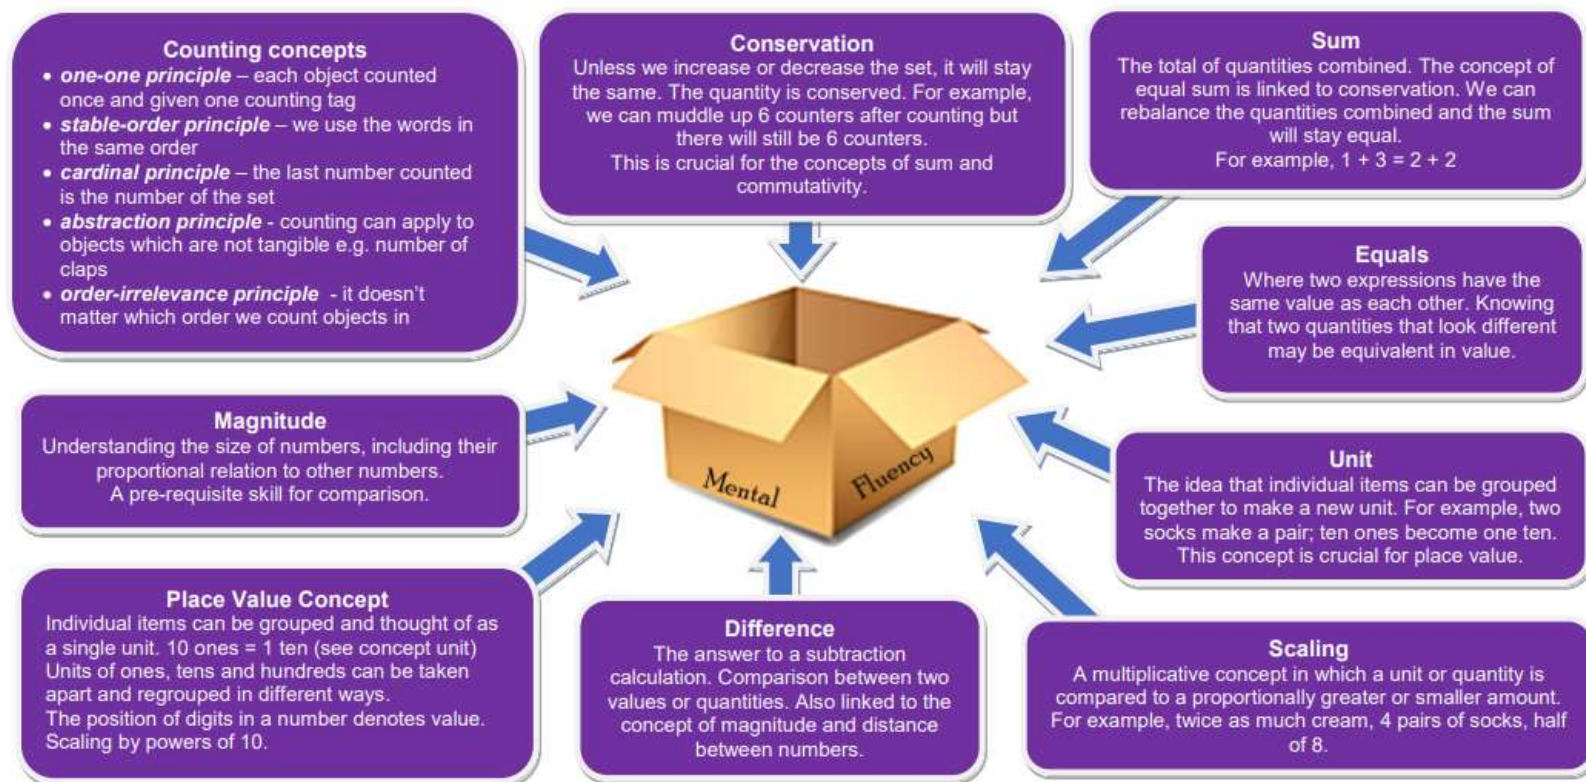 Counting concepts
• one-one principle – each object counted
once and given one counting tag
• stable-order principle – we use the words in
the same order
• cardinal principle – the last number counted
is the number of the set
• abstraction principle - counting can apply to
objects which are not tangible e.g. number of
claps
• order-irrelevance principle - it doesn't
matter which order we count objects in
Conservation
Unless we increase or decrease the set, it will stay
the same. The quantity is conserved. For example,
we can muddle up 6 counters after counting but
there will still be 6 counters.
This is crucial for the concepts of sum and
commutativity.
Sum
The total of quantities combined. The concept of
equal sum is linked to conservation. We can
rebalance the quantities combined and the sum
will stay equal.
For example, 1 + 3 = 2 + 2
Equals
Where two expressions have the
same value as each other. Knowing
that two quantities that look different
may be equivalent in value.
Magnitude
Understanding the size of numbers, including their
proportional relation to other numbers.
A pre-requisite skill for comparison.
Mental
Fluency
Unit
The idea that individual items can be grouped
together to make a new unit. For example, two
socks make a pair; ten ones become one ten.
This concept is crucial for place value.
Place Value Concept
Individual items can be grouped and thought of as
a single unit. 10 ones = 1 ten (see concept unit)
Units of ones, tens and hundreds can be taken
apart and regrouped in different ways.
The position of digits in a number denotes value.
Scaling by powers of 10.
Difference
The answer to a subtraction
calculation. Comparison between two
values or quantities. Also linked to the
concept of magnitude and distance
between numbers.
Scaling
A multiplicative concept in which a unit or quantity is
compared to a proportionally greater or smaller amount.
For example, twice as much cream, 4 pairs of socks, half
of 8.